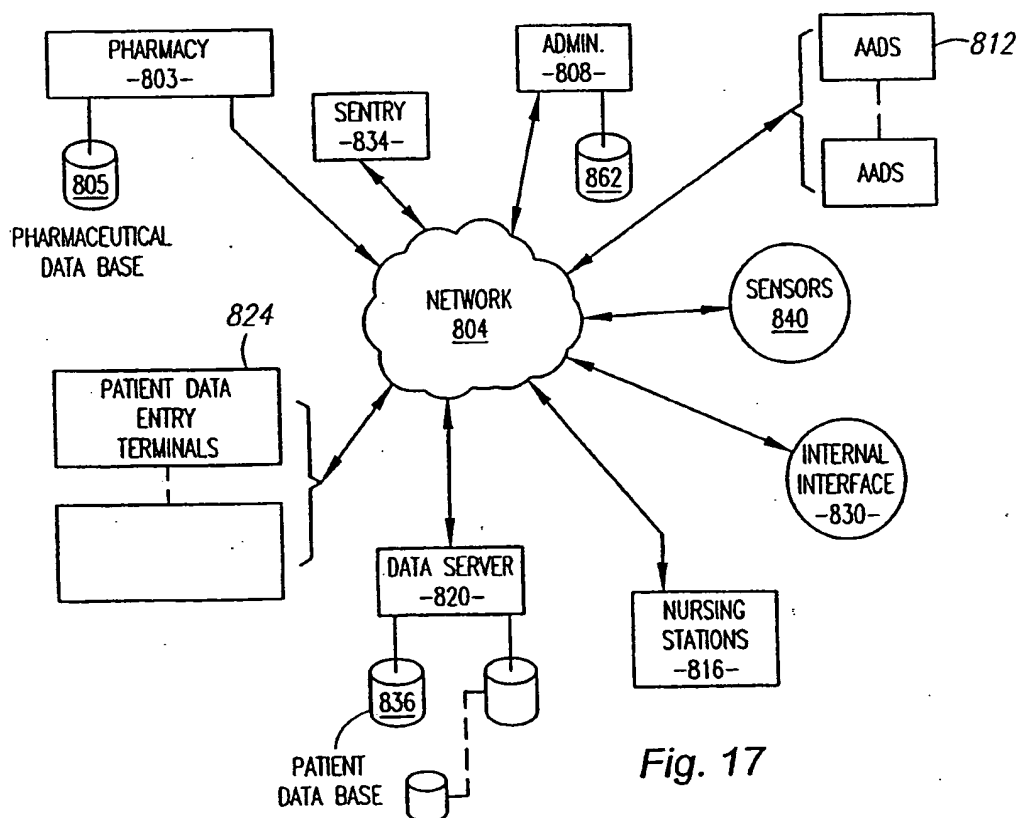 PHARMACY
-803-
805
PHARMACEUTICAL
DATA BASE
SENTRY
-834-
ADMIN.
-808-
862
AADS
812
AADS
NETWORK
804
SENSORS
840
824
PATIENT DATA
ENTRY
TERMINALS
INTERNAL
INTERFACE
-830-
DATA SERVER
-820-
NURSING
STATIONS
-816-
836
PATIENT
DATA BASE
Fig. 17